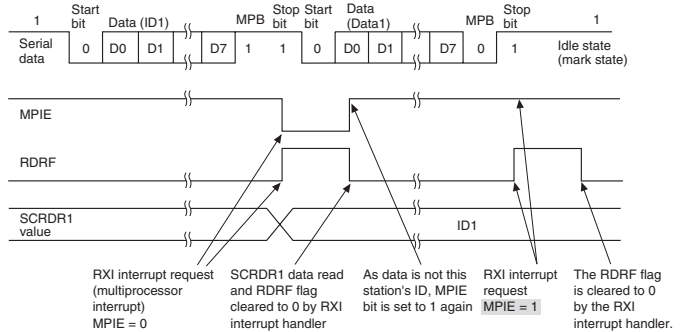 1 Start bit Data (ID1) MPB Stop bit Start bit Data (Data1) MPB Stop bit 1
Serial data 0 D0 D1 D7 1 1 0 D0 D1 D7 0 1 Idle state (mark state)
MPIE
RDRF
SCRDR1 value ID1
RXI interrupt request
(multiprocessor
interrupt)
MPIE = 0
SCRDR1 data read
and RDRF flag
cleared to 0 by RXI
interrupt handler
As data is not this
station's ID, MPIE
bit is set to 1 again
RXI interrupt
request
MPIE = 1
The RDRF flag
is cleared to 0
by the RXI
interrupt handler.